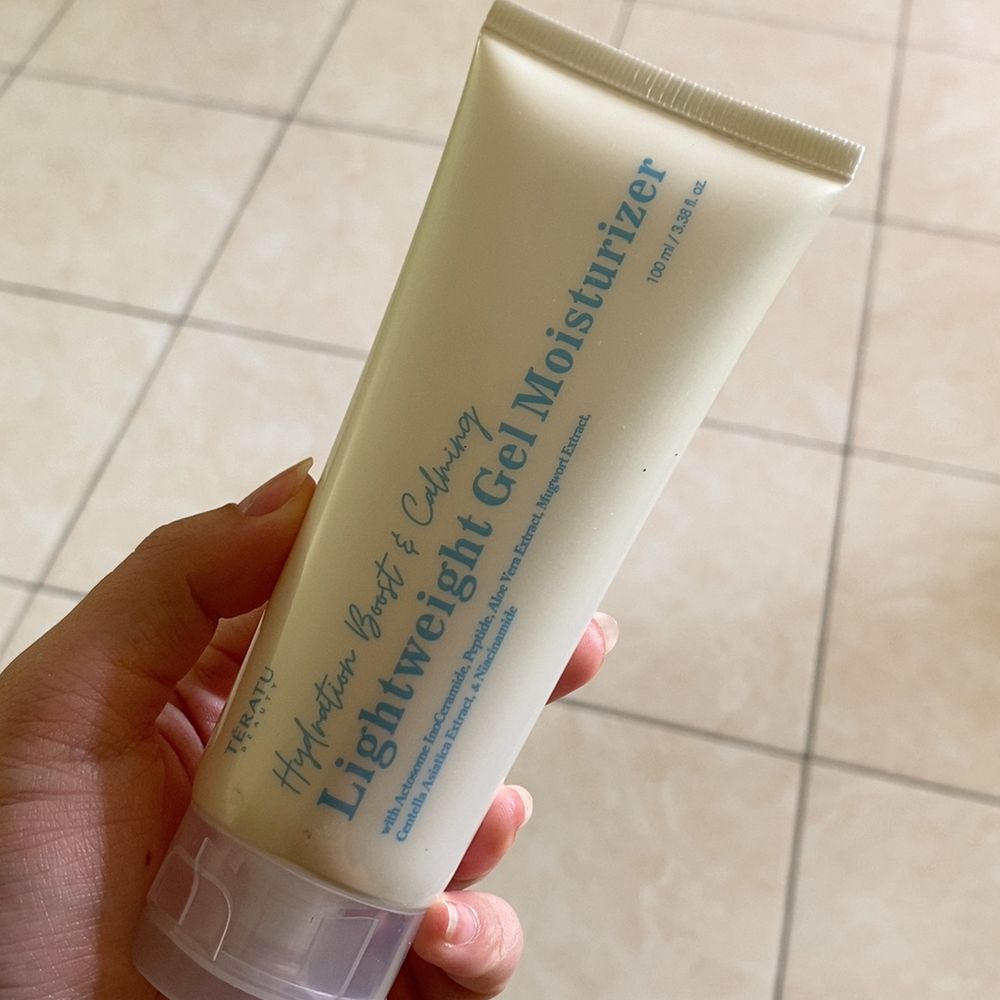 TERATU
BEAUTY
Hydration Boost & Calming
Lightweight Gel Moisturizer
with Actosome InoCeramide, Peptide, Aloe Vera Extract, Mugwort Extract,
Centella Asiatica Extract, & Niacinamide
100 ml / 3.38 fl. oz